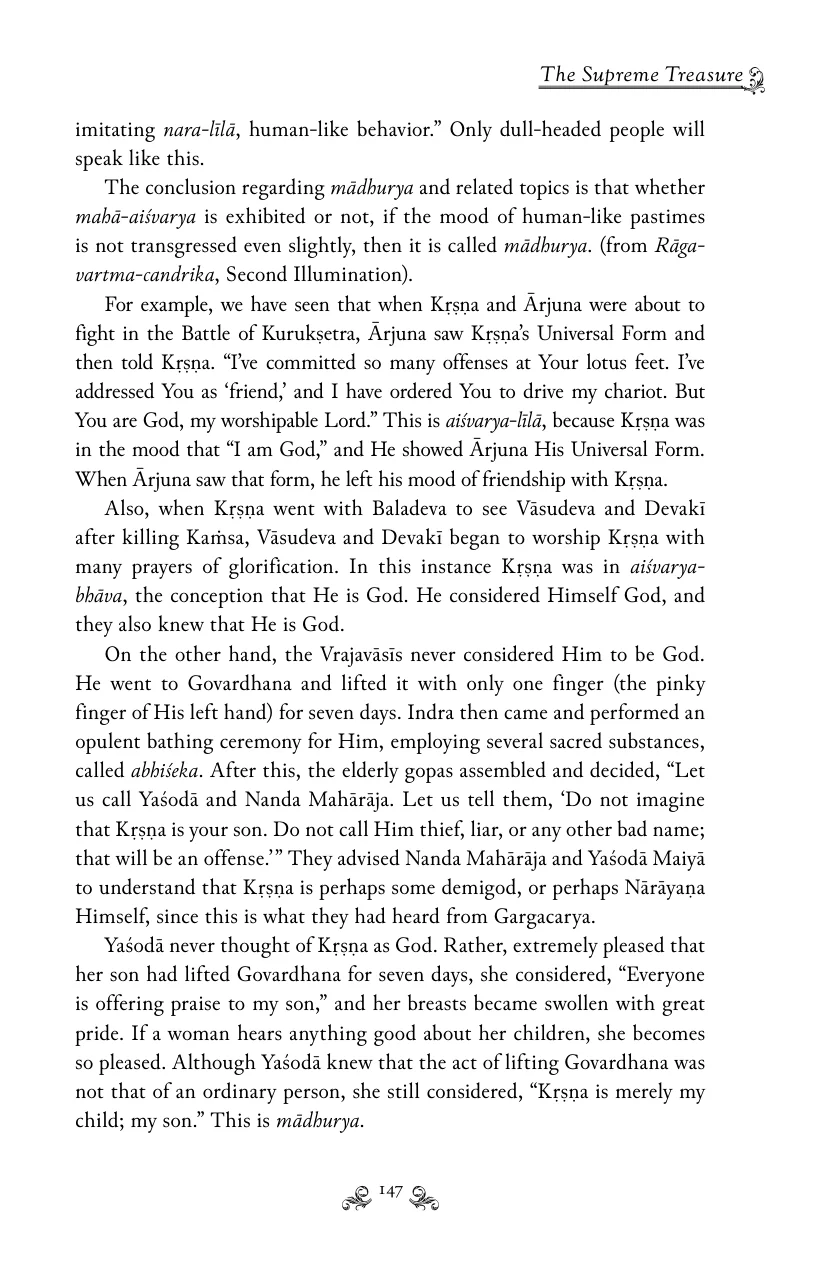 The Supreme Treasure
imitating nara-līlā, human-like behavior.” Only dull-headed people will
speak like this.
The conclusion regarding mādhurya and related topics is that whether
mahā-aiśvarya is exhibited or not, if the mood of human-like pastimes
is not transgressed even slightly, then it is called mādhurya. (from Rāga-
vartma-candrika, Second Illumination).
For example, we have seen that when Kṛṣṇa and Ārjuna were about to
fight in the Battle of Kurukṣetra, Ārjuna saw Kṛṣṇa’s Universal Form and
then told Kṛṣṇa. “I’ve committed so many offenses at Your lotus feet. I’ve
addressed You as ‘friend,’ and I have ordered You to drive my chariot. But
You are God, my worshipable Lord.” This is aiśvarya-līlā, because Kṛṣṇa was
in the mood that “I am God,” and He showed Ārjuna His Universal Form.
When Ārjuna saw that form, he left his mood of friendship with Kṛṣṇa.
Also, when Kṛṣṇa went with Baladeva to see Vāsudeva and Devakī
after killing Kaṁsa, Vāsudeva and Devakī began to worship Kṛṣṇa with
many prayers of glorification. In this instance Kṛṣṇa was in aiśvarya-
bhāva, the conception that He is God. He considered Himself God, and
they also knew that He is God.
On the other hand, the Vrajavāsīs never considered Him to be God.
He went to Govardhana and lifted it with only one finger (the pinky
finger of His left hand) for seven days. Indra then came and performed an
opulent bathing ceremony for Him, employing several sacred substances,
called abhiśeka. After this, the elderly gopas assembled and decided, “Let
us call Yaśodā and Nanda Mahārāja. Let us tell them, ‘Do not imagine
that Kṛṣṇa is your son. Do not call Him thief, liar, or any other bad name;
that will be an offense.’” They advised Nanda Mahārāja and Yaśodā Maiyā
to understand that Kṛṣṇa is perhaps some demigod, or perhaps Nārāyaṇa
Himself, since this is what they had heard from Gargacarya.
Yaśodā never thought of Kṛṣṇa as God. Rather, extremely pleased that
her son had lifted Govardhana for seven days, she considered, “Everyone
is offering praise to my son,” and her breasts became swollen with great
pride. If a woman hears anything good about her children, she becomes
so pleased. Although Yaśodā knew that the act of lifting Govardhana was
not that of an ordinary person, she still considered, “Kṛṣṇa is merely my
child; my son.” This is mādhurya.
147